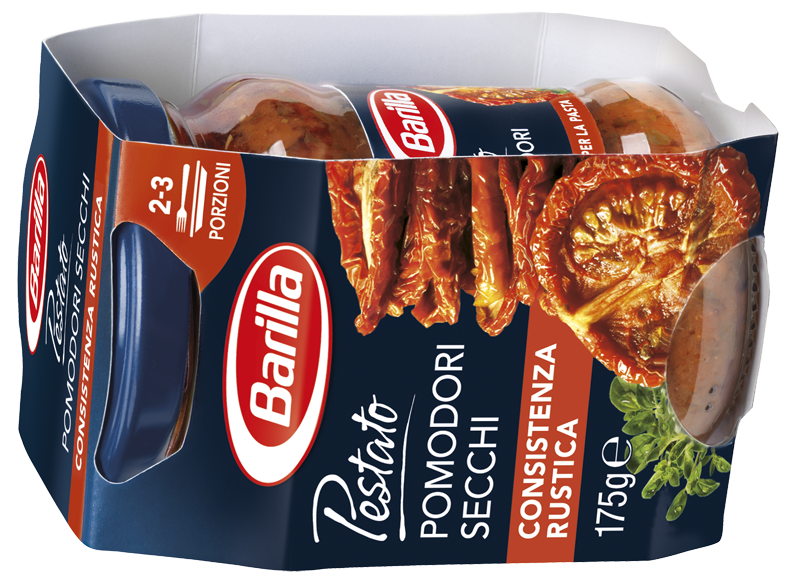 Barilla
PER LA PASTA
Barilla
Pestato
POMODORI SECCHI
CONSISTENZA RUSTICA
2-3
PORZIONI
Barilla
Pestato
POMODORI
SECCHI
CONSISTENZA
RUSTICA
175g e